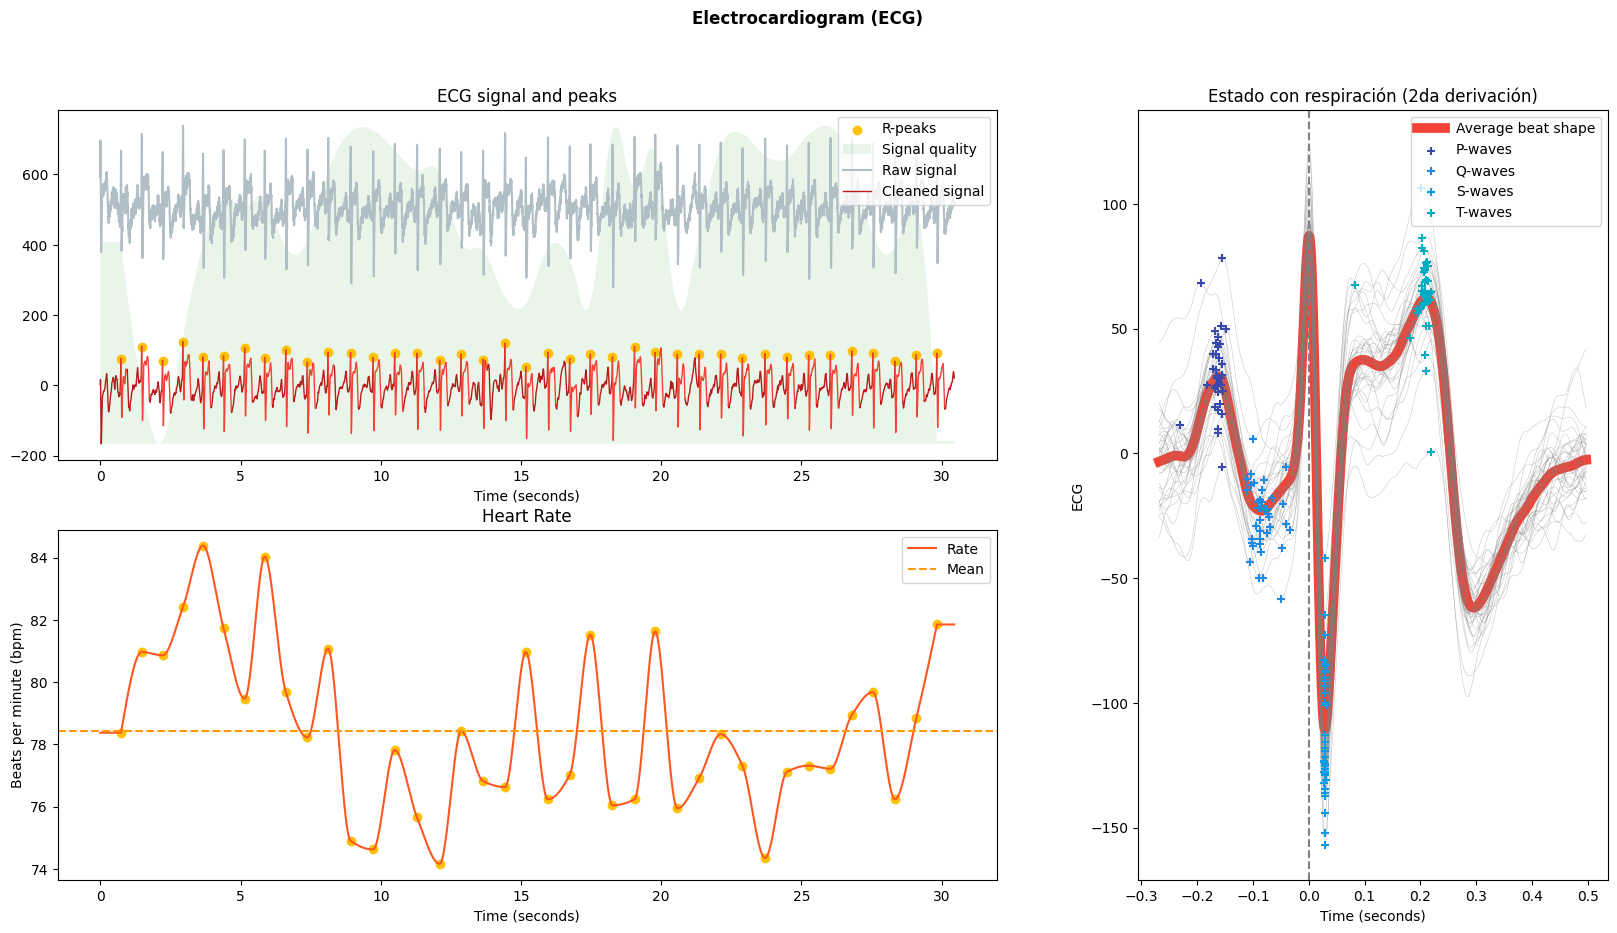 Electrocardiogram (ECG)
ECG signal and peaks
R-peaks
Signal quality
Raw signal
Cleaned signal
600
400
200
0
−200
0
5
10
15
20
25
30
Time (seconds)
Heart Rate
Rate
Mean
Beats per minute (bpm)
84
82
80
78
76
74
0
5
10
15
20
25
30
Time (seconds)
Estado con respiración (2da derivación)
Average beat shape
P-waves
Q-waves
S-waves
T-waves
ECG
100
50
0
−50
−100
−150
−0.3
−0.2
−0.1
0.0
0.1
0.2
0.3
0.4
0.5
Time (seconds)